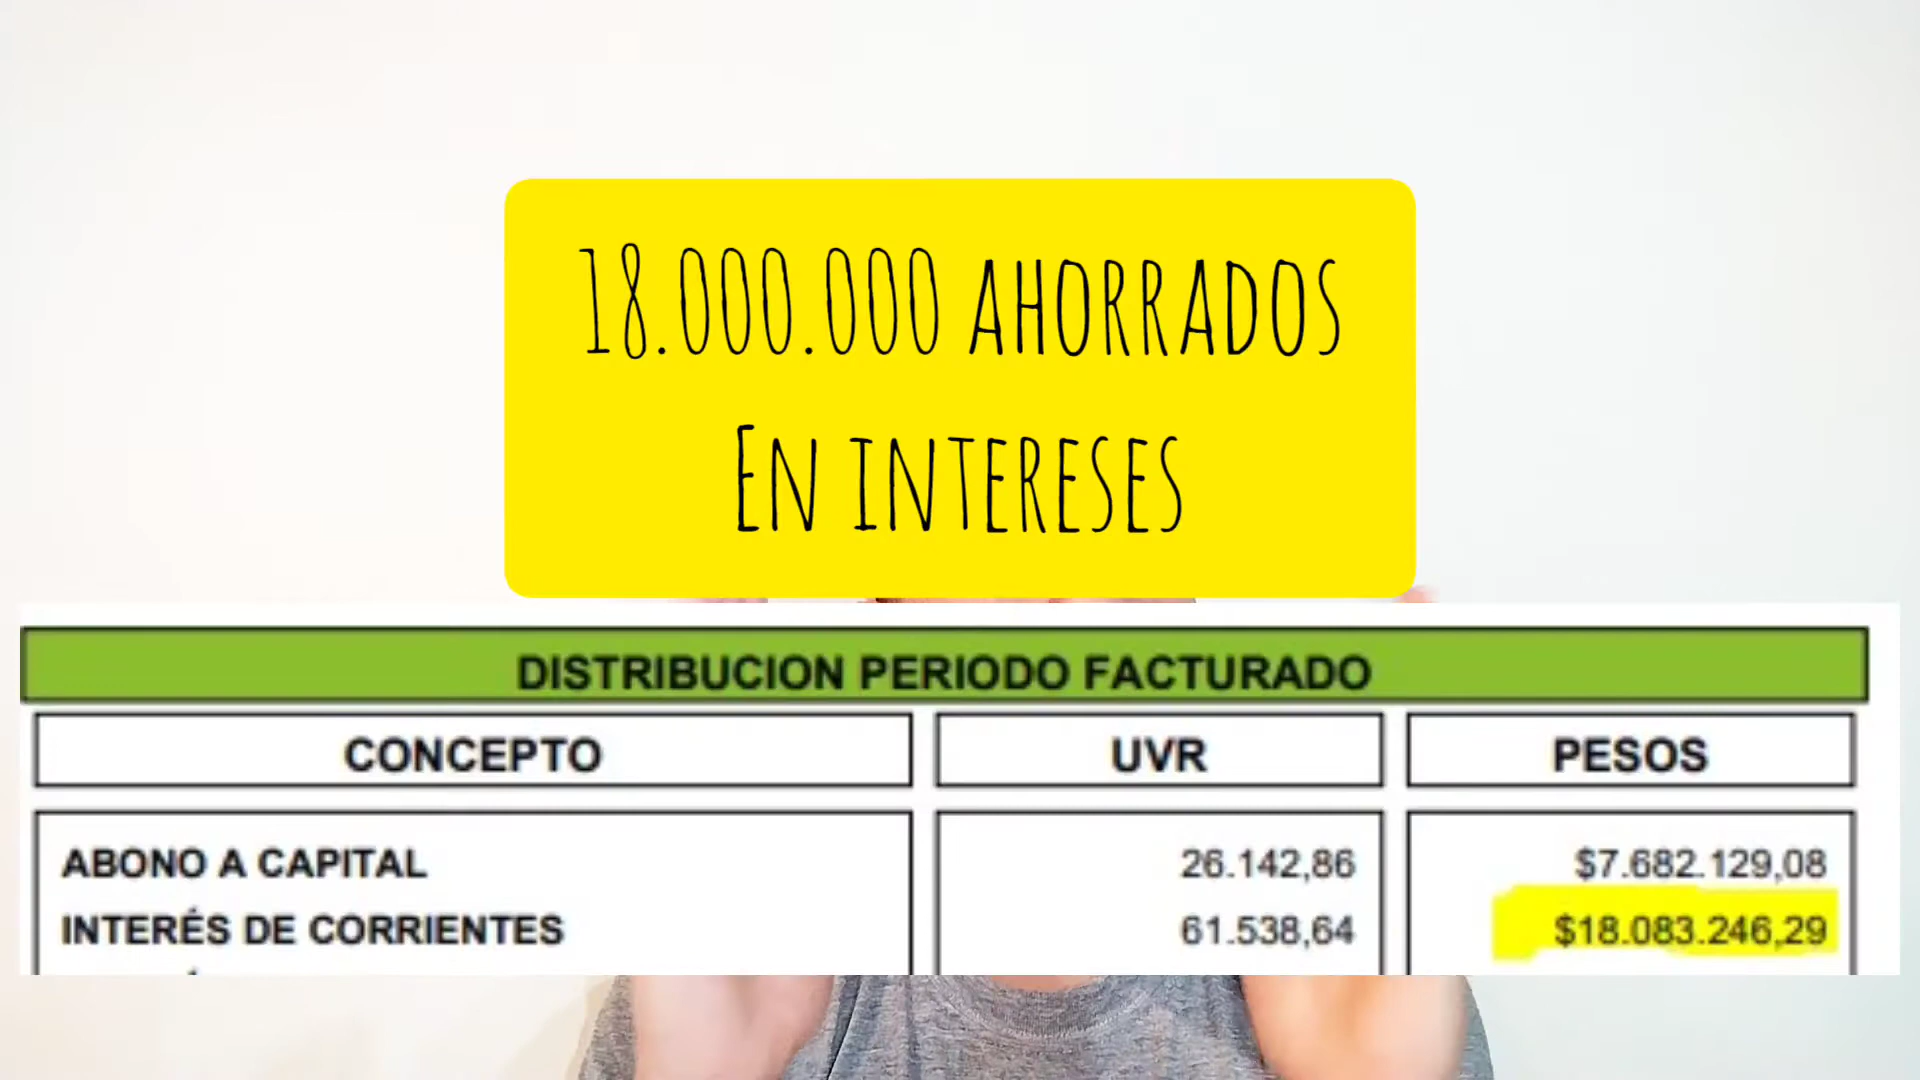 18.000.000 AHORRADOS
EN INTERESES
DISTRIBUCION PERIODO FACTURADO
CONCEPTO UVR PESOS
ABONO A CAPITAL 26.142,86 $7.682.129,08
INTERÉS DE CORRIENTES 61.538,64 $18.083.246,29